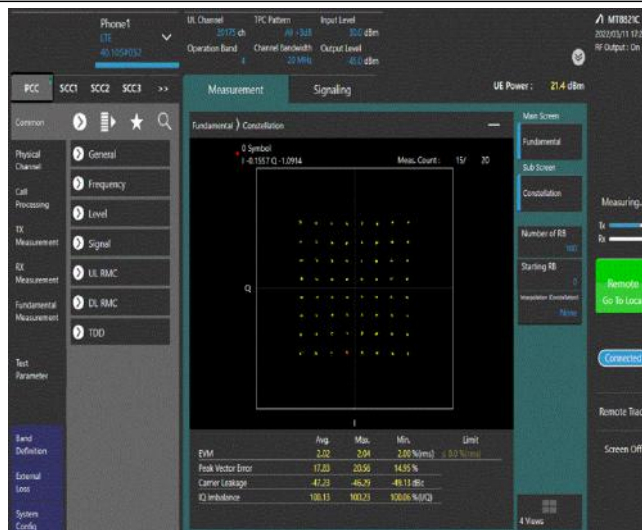 Phone1
LTE
UL Channel TPC Pattern Input Level
20175 ch All +3dB 30.0 dBm
Operation Band Channel Bandwidth Output Level
4 20 MHz
MT8821C
2022/03/11 17:2
RF Output : On
PCC SCC1 SCC2 SCC3 >>
Measurement Signaling
UE Power : 21.4 dBm
Common
Physical Channel
Call Processing
TX Measurement
RX Measurement
Fundamental Measurement
Test Parameter
Band Definition
External Loss
System Config
General
Frequency
Level
Signal
UL RMC
DL RMC
TDD
Fundamental ) Constellation
0 Symbol
I -0.1557 Q -1.0914 Meas. Count : 15/ 20
Q
I
Avg. Max. Min. Limit
EVM 2.02 2.04 2.00 %(rms)
Peak Vector Error 17.83 20.56 14.95 %
Carrier Leakage -47.23 -46.29 -49.13 dBc
IQ Imbalance 100.13 100.23 100.06 %(I/Q)
Main Screen
Fundamental
Sub Screen
Constellation
Number of RB
100
Starting RB
0
Interpolation (Constellation)
None
4 Views
Measuring..
Tx
Rx
Remote
Go To Loca
Connected
Remote Trac
Screen Off